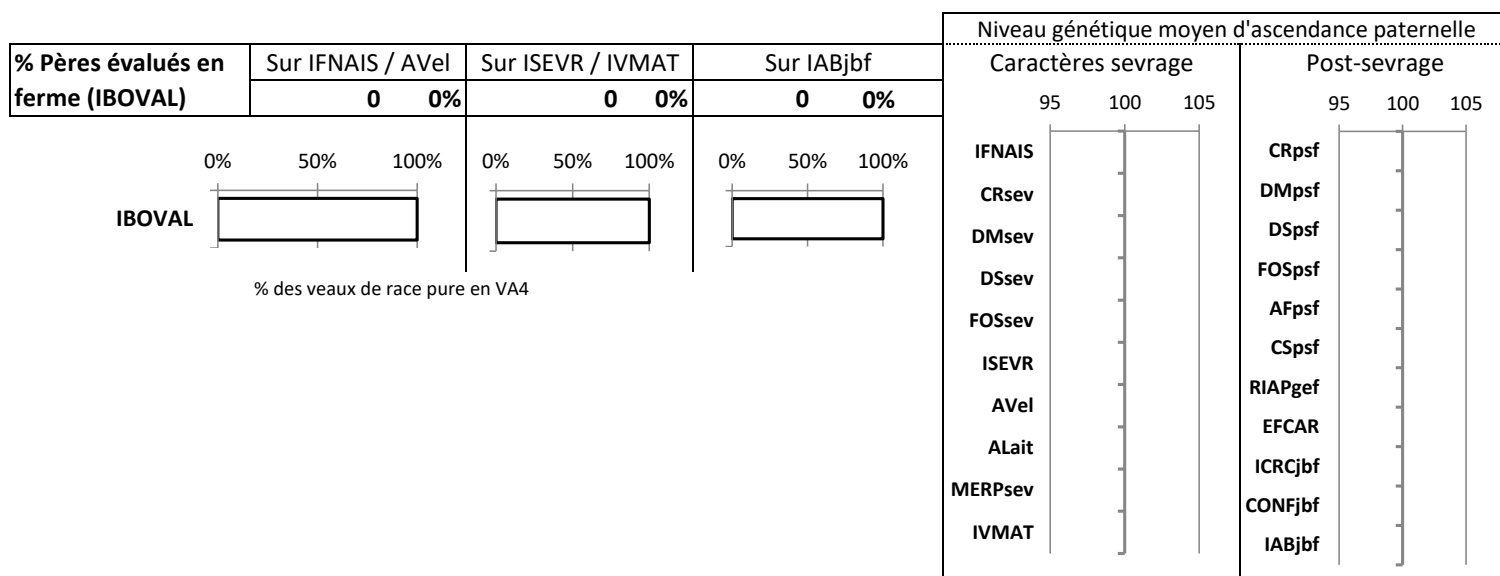 Niveau génétique moyen d'ascendance paternelle
% Pères évalués en ferme (IBOVAL)
Sur IFNAIS / AVel
Sur ISEVR / IVMAT
Sur IABjbf
0 0%
0 0%
0 0%
0% 50% 100%
0% 50% 100%
0% 50% 100%
IBOVAL
% des veaux de race pure en VA4
Caractères sevrage
95 100 105
IFNAIS
CRsev
DMsev
DSsev
FOSsev
ISEVR
AVel
ALait
MERPsev
IVMAT
Post-sevrage
95 100 105
CRpsf
DMpsf
DSpsf
FOSpsf
AFpsf
CSpsf
RIAPgef
EFCAR
ICRCjbf
CONFjbf
IABjbf